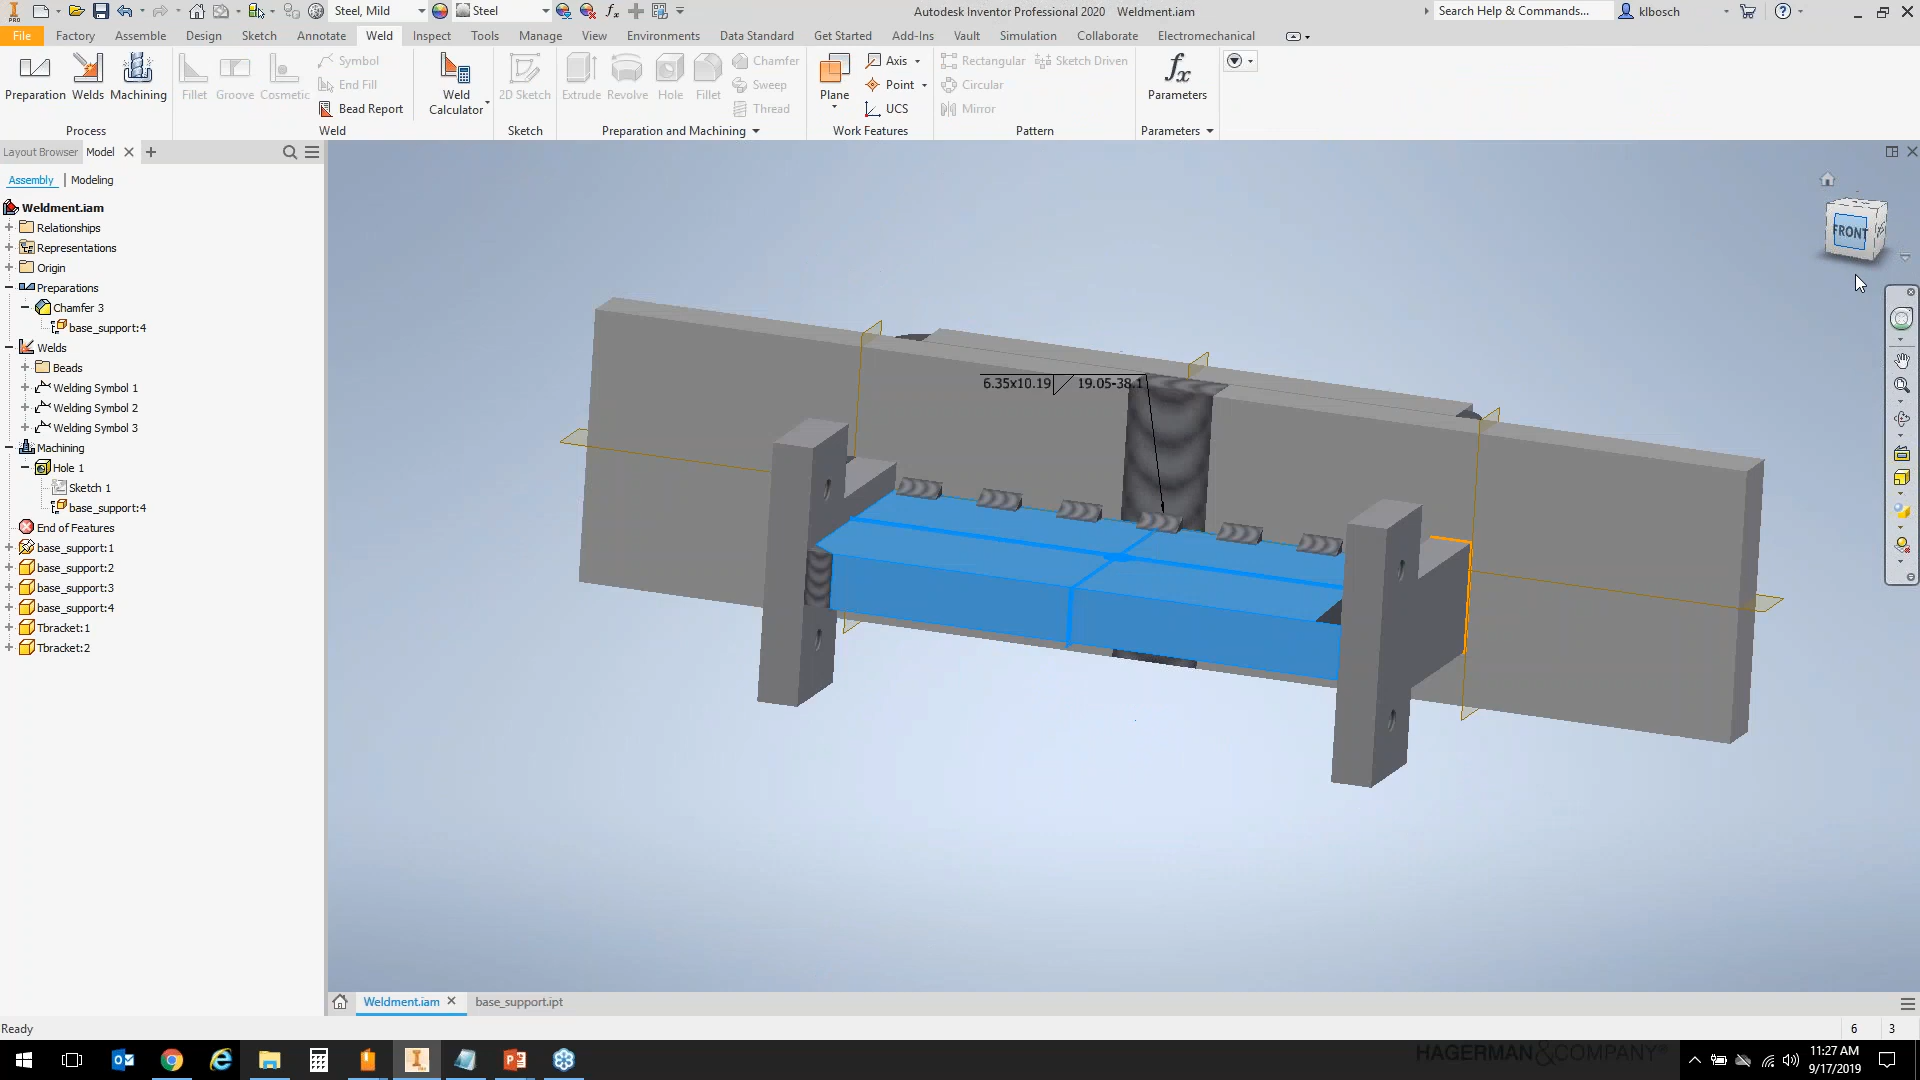 PRO
Steel, Mild
Steel
Autodesk Inventor Professional 2020 Weldment.iam
Search Help & Commands...
klbosch
File Factory Assemble Design Sketch Annotate Weld Inspect Tools Manage View Environments Data Standard Get Started Add-Ins Vault Simulation Collaborate Electromechanical
Preparation Welds Machining
Process
Fillet Groove Cosmetic
Symbol
End Fill
Bead Report
Weld Calculator
Weld
2D Sketch
Sketch
Extrude Revolve Hole Fillet
Chamfer
Sweep
Thread
Preparation and Machining
Plane
Axis
Point
UCS
Work Features
Rectangular Sketch Driven
Circular
Mirror
Pattern
fx
Parameters
Parameters
Layout Browser Model
Assembly Modeling
Weldment.iam
Relationships
Representations
Origin
Preparations
Chamfer 3
base_support:4
Welds
Beads
Welding Symbol 1
Welding Symbol 2
Welding Symbol 3
Machining
Hole 1
Sketch 1
base_support:4
End of Features
base_support:1
base_support:2
base_support:3
base_support:4
Tbracket:1
Tbracket:2
6.35x10.19 19.05-38.1
FRONT
Weldment.iam base_support.ipt
Ready
6 3
HAGERMAN&COMPANY
11:27 AM
9/17/2019